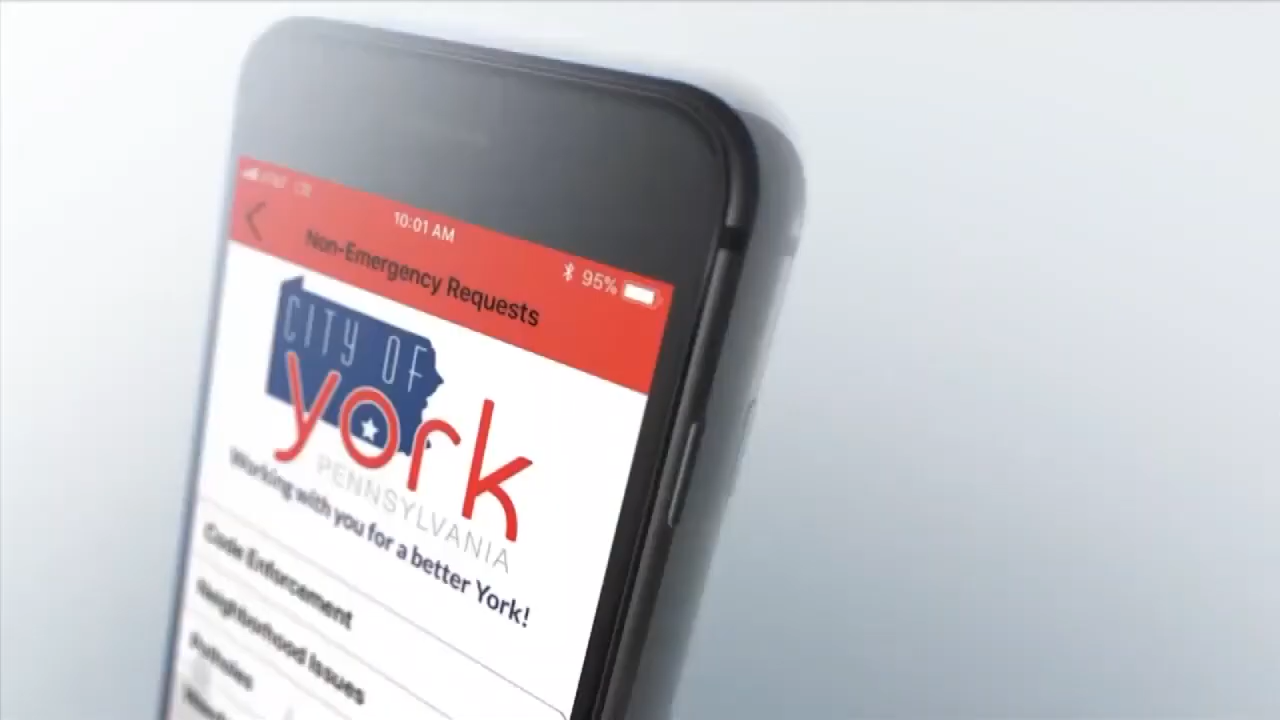 10:01 AM
95%
Non-Emergency Requests
CITY OF
york
PENNSYLVANIA
Working with you for a better York!
Code Enforcement
Neighborhood Issues
Potholes